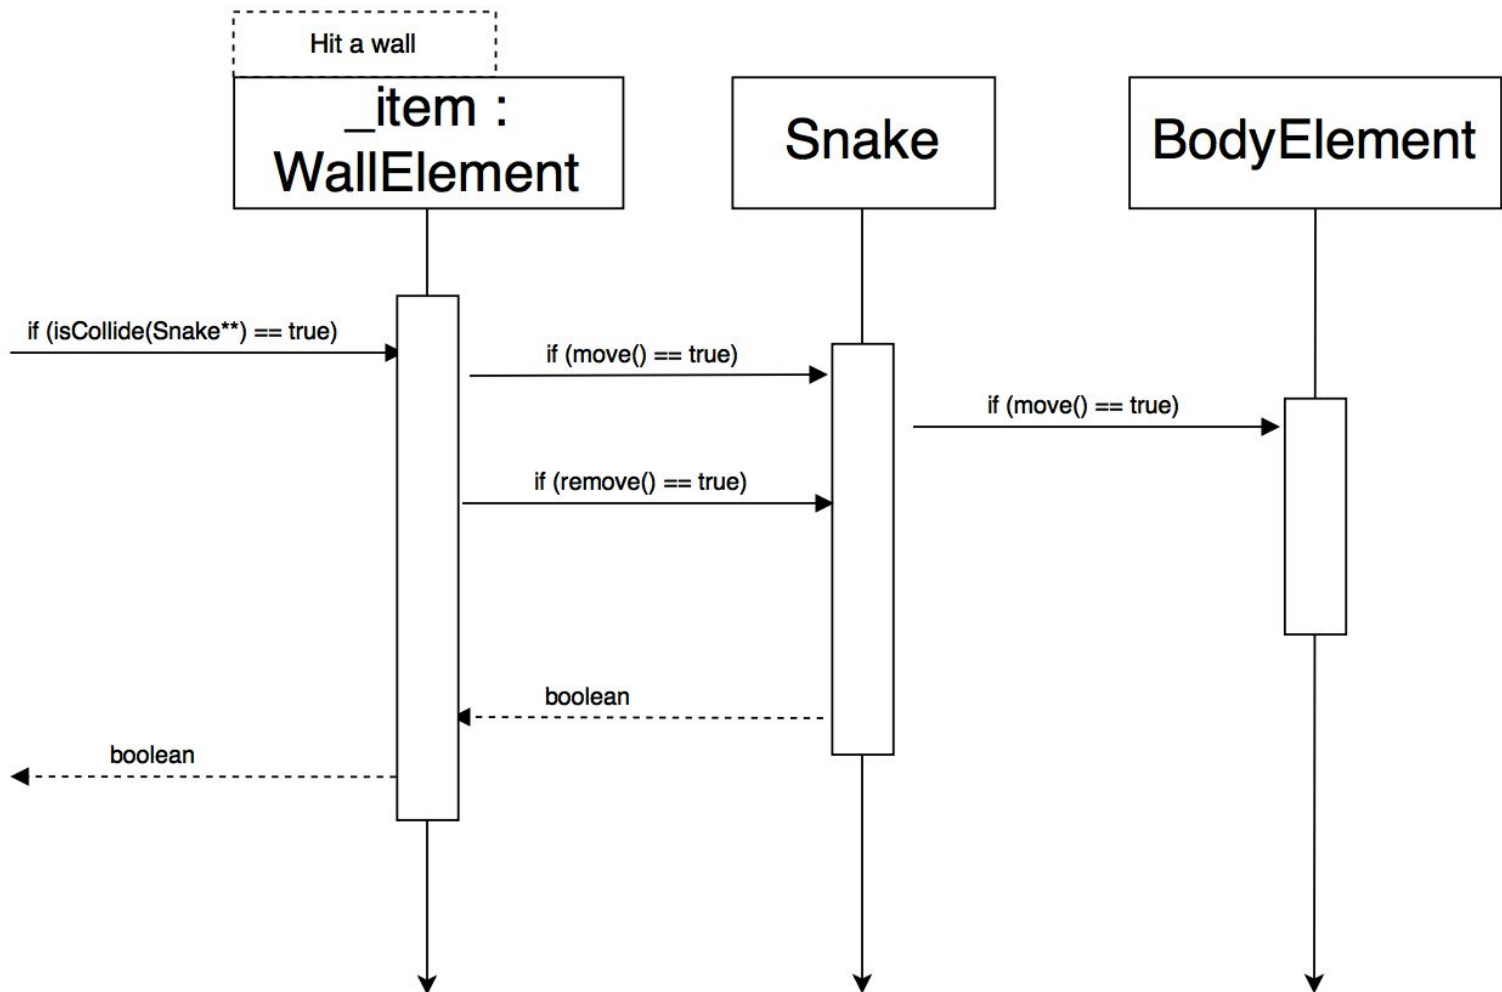 Hit a wall
_item :
WallElement
Snake
BodyElement
if (isCollide(Snake**) == true)
if (move() == true)
if (move() == true)
if (remove() == true)
boolean
boolean